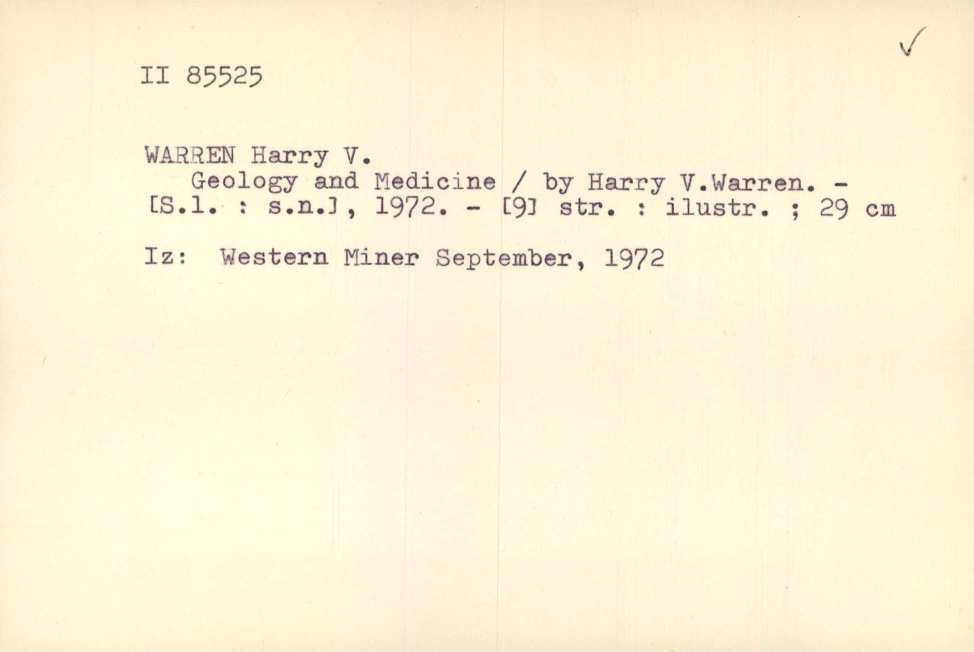 II 85525
WARREN Harry V.
Geology and Medicine / by Harry V.Warren. -
[S.l. : s.n.], 1972. - [9] str. : ilustr. ; 29 cm
Iz: Western Miner September, 1972